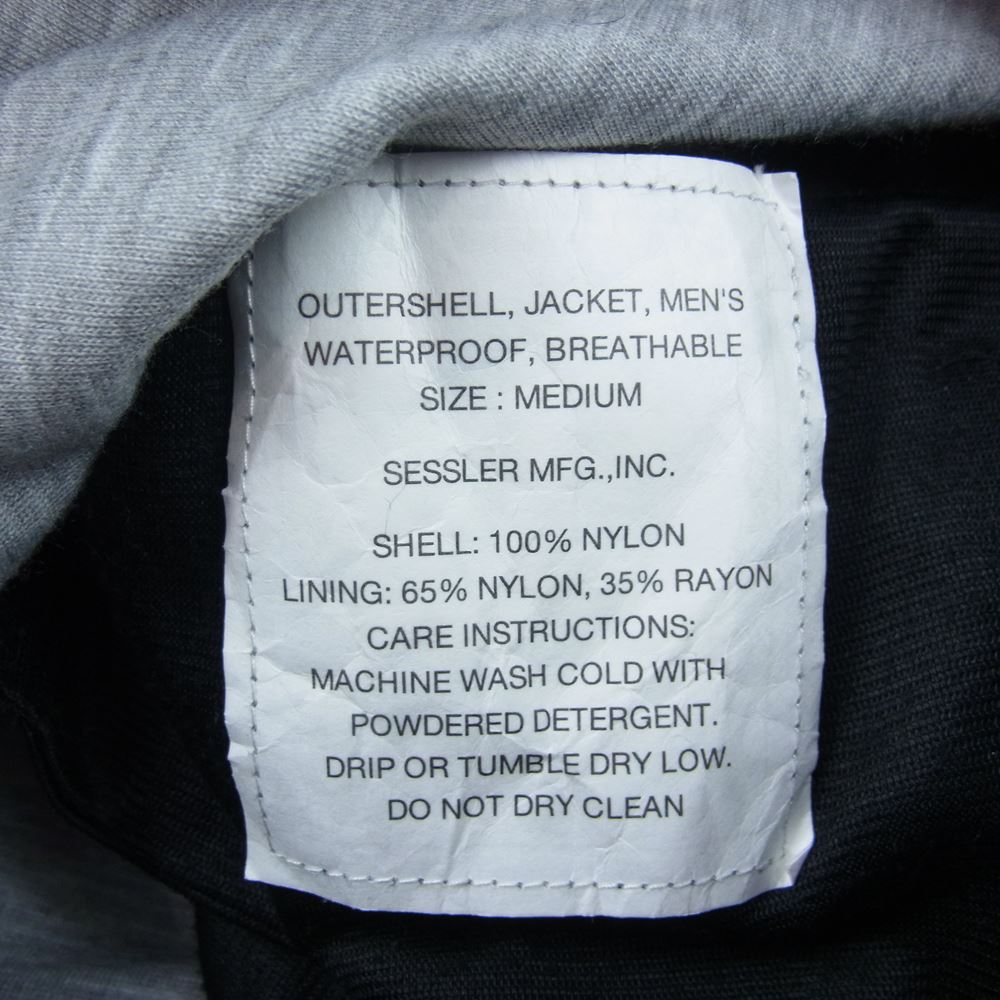 OUTERSHELL, JACKET, MEN'S
WATERPROOF, BREATHABLE
SIZE : MEDIUM
SESSLER MFG.,INC.
SHELL: 100% NYLON
LINING: 65% NYLON, 35% RAYON
CARE INSTRUCTIONS:
MACHINE WASH COLD WITH
POWDERED DETERGENT.
DRIP OR TUMBLE DRY LOW.
DO NOT DRY CLEAN